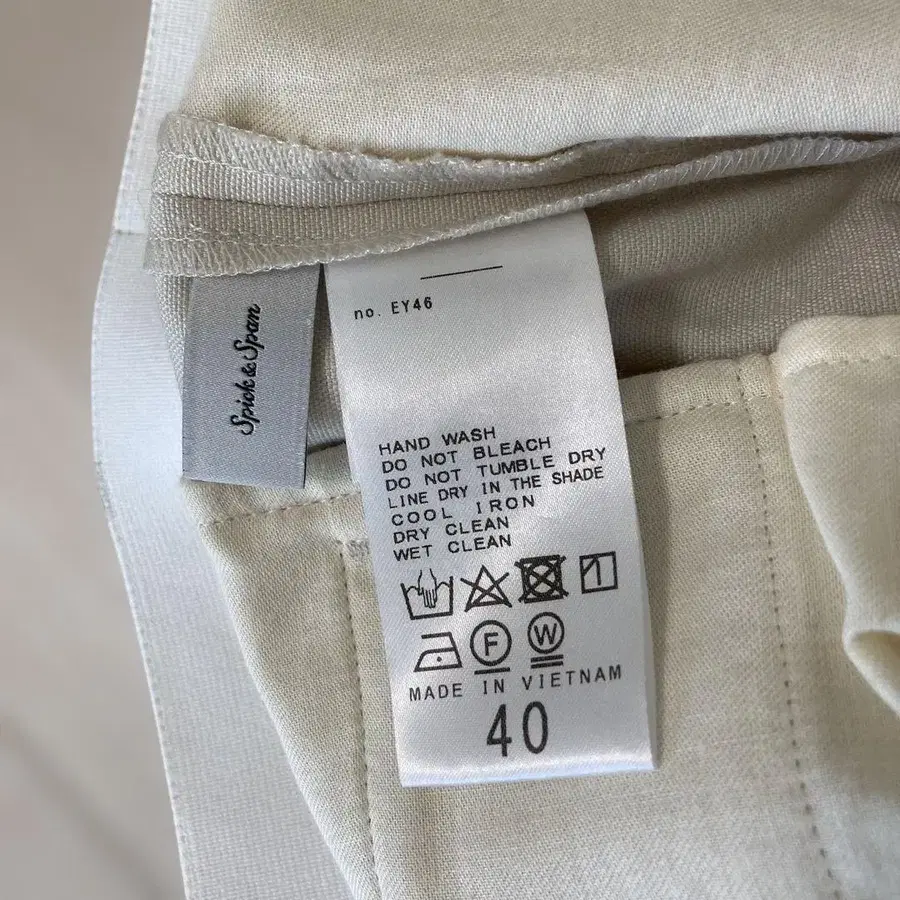 Spick & Span
no. EY46
HAND WASH
DO NOT BLEACH
DO NOT TUMBLE DRY
LINE DRY IN THE SHADE
COOL IRON
DRY CLEAN
WET CLEAN
F W
MADE IN VIETNAM
40